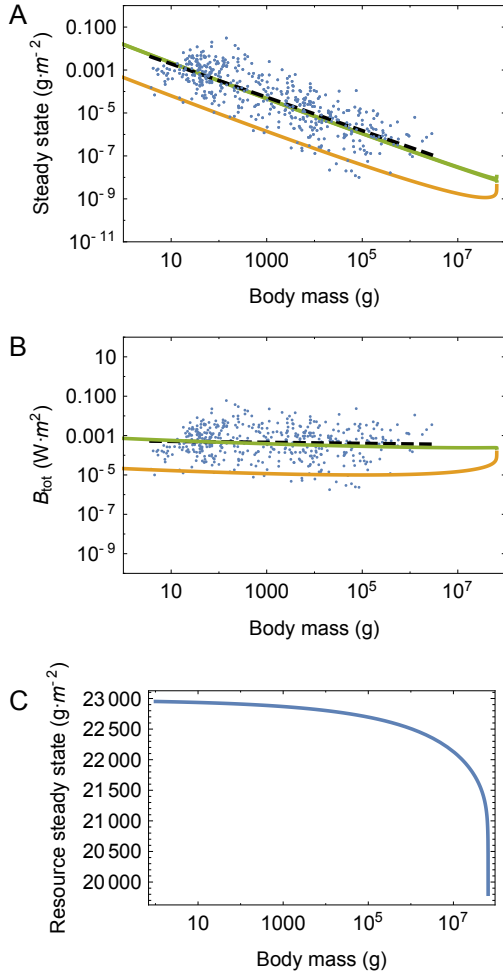 A
Steady state (g·m⁻²)
0.100
0.001
10⁻⁵
10⁻⁷
10⁻⁹
10⁻¹¹
10 1000 10⁵ 10⁷
Body mass (g)
B
B_tot (W·m²)
10
0.100
0.001
10⁻⁵
10⁻⁷
10⁻⁹
10 1000 10⁵ 10⁷
Body mass (g)
C
Resource steady state (g·m⁻²)
23 000
22 500
22 000
21 500
21 000
20 500
20 000
10 1000 10⁵ 10⁷
Body mass (g)